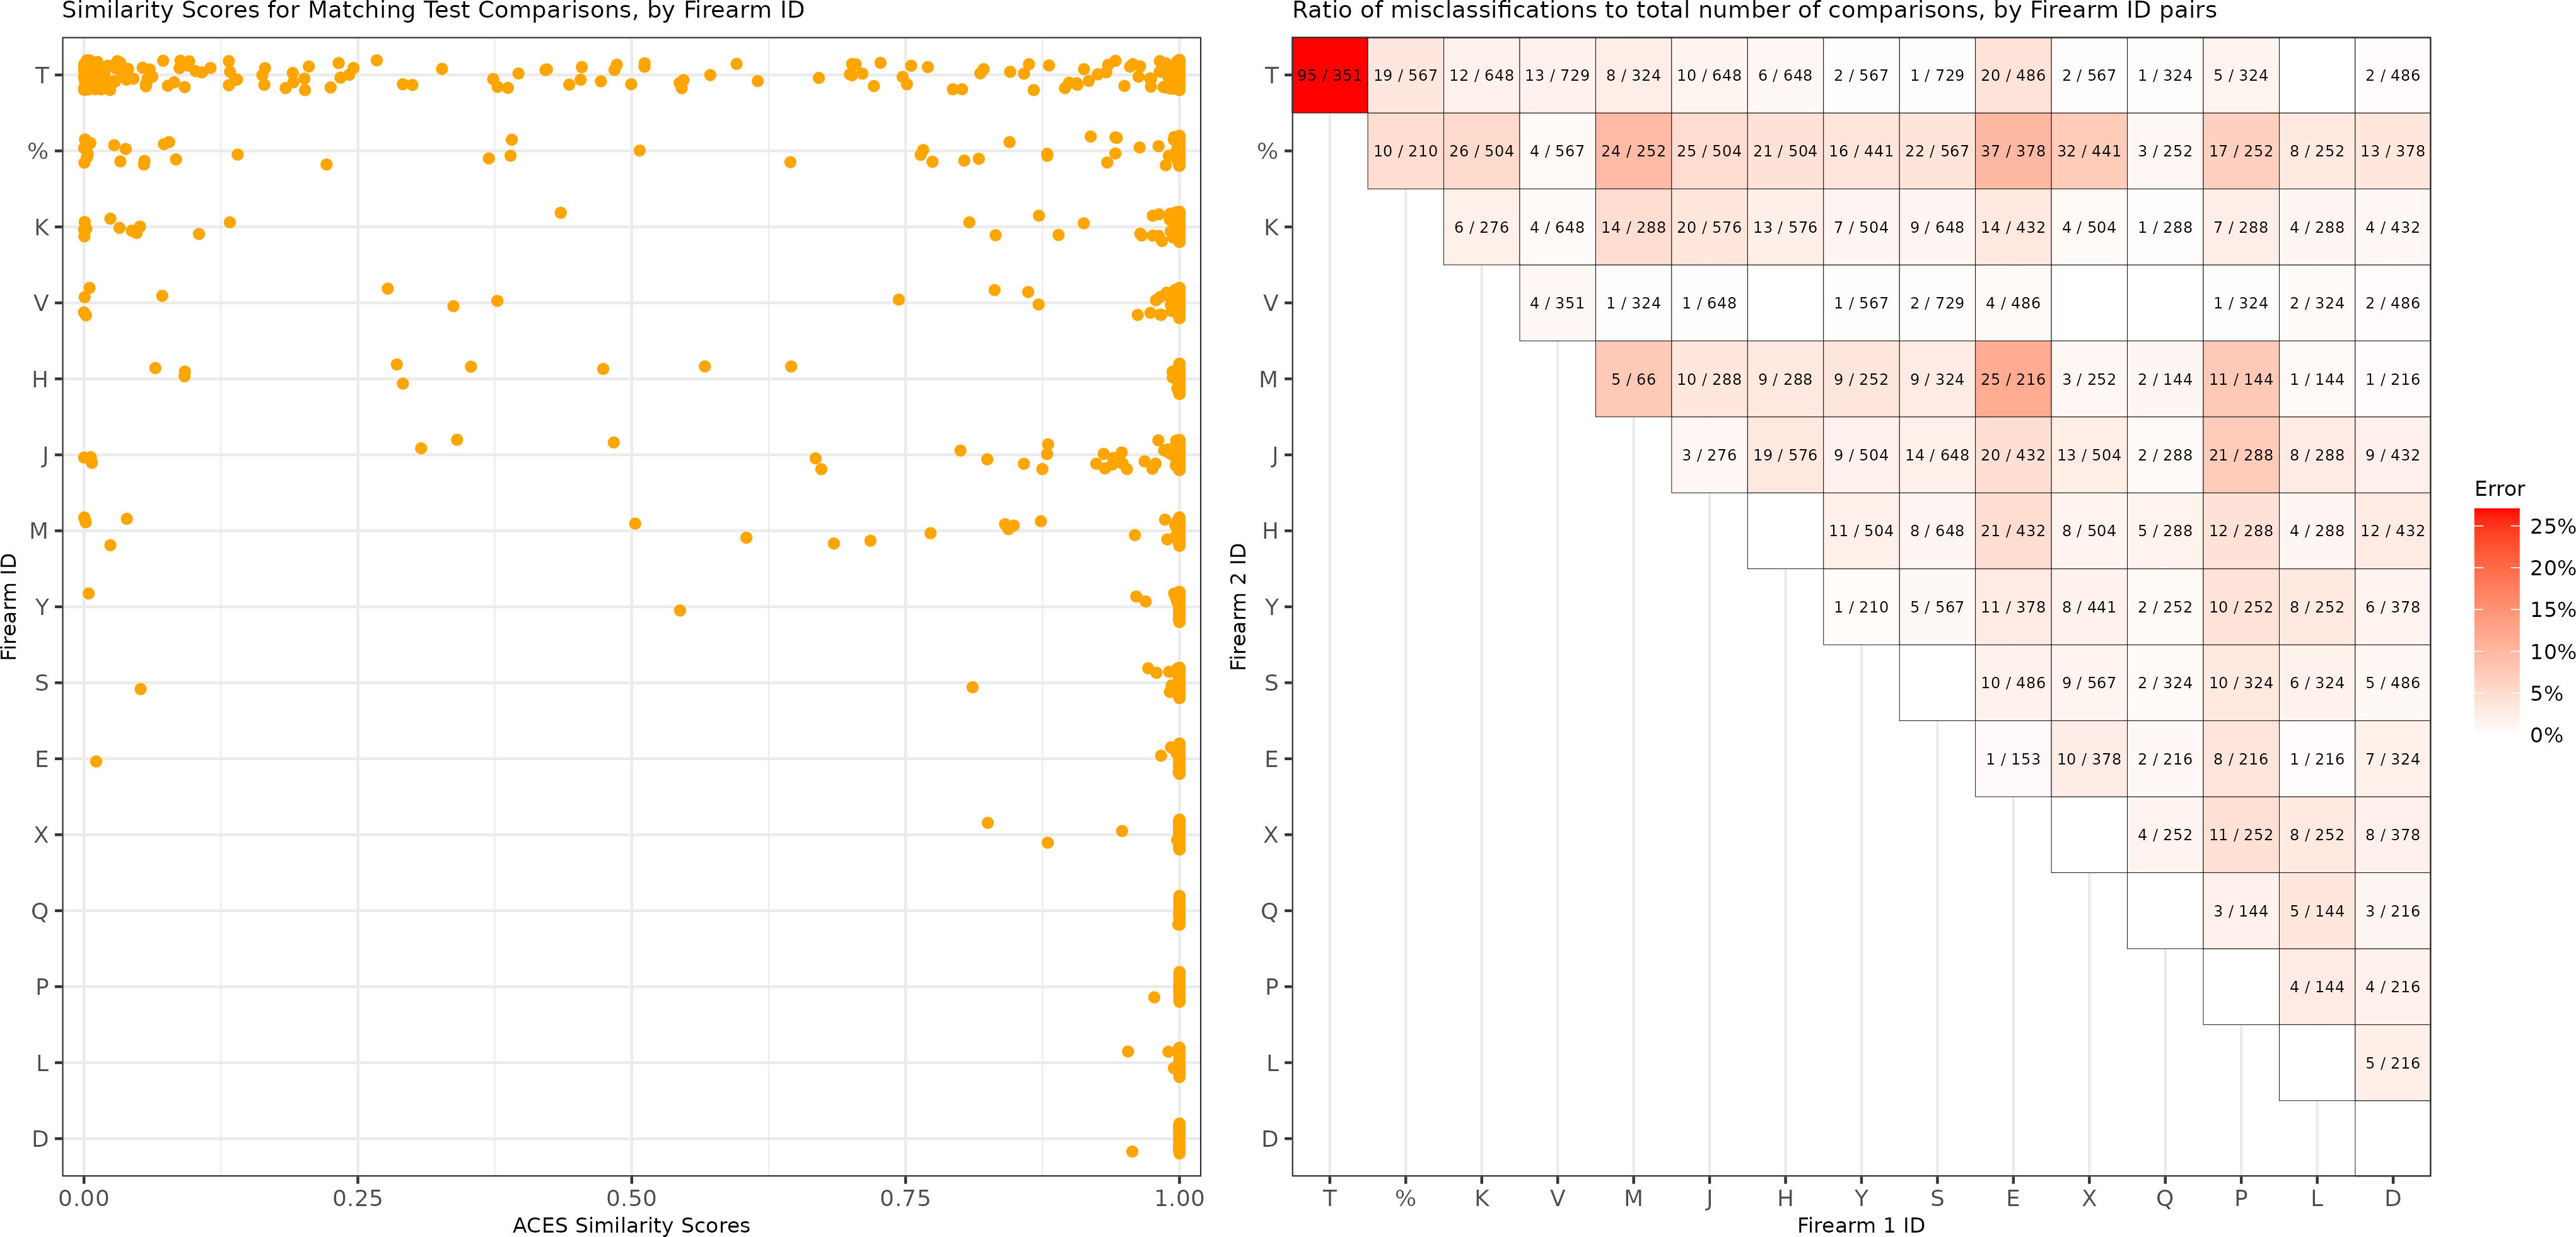 Similarity Scores for Matching Test Comparisons, by Firearm ID
Firearm ID
T
%
K
V
H
J
M
Y
S
E
X
Q
P
L
D
0.00 0.25 0.50 0.75 1.00
ACES Similarity Scores
Ratio of misclassifications to total number of comparisons, by Firearm ID pairs
Firearm 2 ID
T 95 / 351 19 / 567 12 / 648 13 / 729 8 / 324 10 / 648 6 / 648 2 / 567 1 / 729 20 / 486 2 / 567 1 / 324 5 / 324 2 / 486
% 10 / 210 26 / 504 4 / 567 24 / 252 25 / 504 21 / 504 16 / 441 22 / 567 37 / 378 32 / 441 3 / 252 17 / 252 8 / 252 13 / 378
K 6 / 276 4 / 648 14 / 288 20 / 576 13 / 576 7 / 504 9 / 648 14 / 432 4 / 504 1 / 288 7 / 288 4 / 288 4 / 432
V 4 / 351 1 / 324 1 / 648 1 / 567 2 / 729 4 / 486 1 / 324 2 / 324 2 / 486
M 5 / 66 10 / 288 9 / 288 9 / 252 9 / 324 25 / 216 3 / 252 2 / 144 11 / 144 1 / 144 1 / 216
J 3 / 276 19 / 576 9 / 504 14 / 648 20 / 432 13 / 504 2 / 288 21 / 288 8 / 288 9 / 432
H 11 / 504 8 / 648 21 / 432 8 / 504 5 / 288 12 / 288 4 / 288 12 / 432
Y 1 / 210 5 / 567 11 / 378 8 / 441 2 / 252 10 / 252 8 / 252 6 / 378
S 10 / 486 9 / 567 2 / 324 10 / 324 6 / 324 5 / 486
E 1 / 153 10 / 378 2 / 216 8 / 216 1 / 216 7 / 324
X 4 / 252 11 / 252 8 / 252 8 / 378
Q 3 / 144 5 / 144 3 / 216
P 4 / 144 4 / 216
L 5 / 216
D
T % K V M J H Y S E X Q P L D
Firearm 1 ID
Error
25%
20%
15%
10%
5%
0%